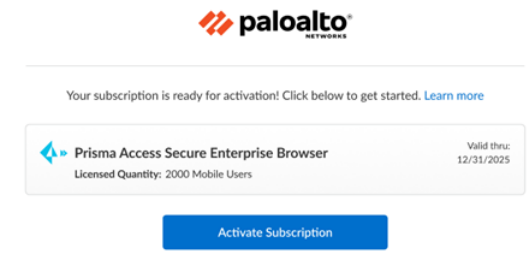 paloalto®
NETWORKS
Your subscription is ready for activation! Click below to get started. Learn more
Prisma Access Secure Enterprise Browser
Valid thru:
12/31/2025
Licensed Quantity: 2000 Mobile Users
Activate Subscription